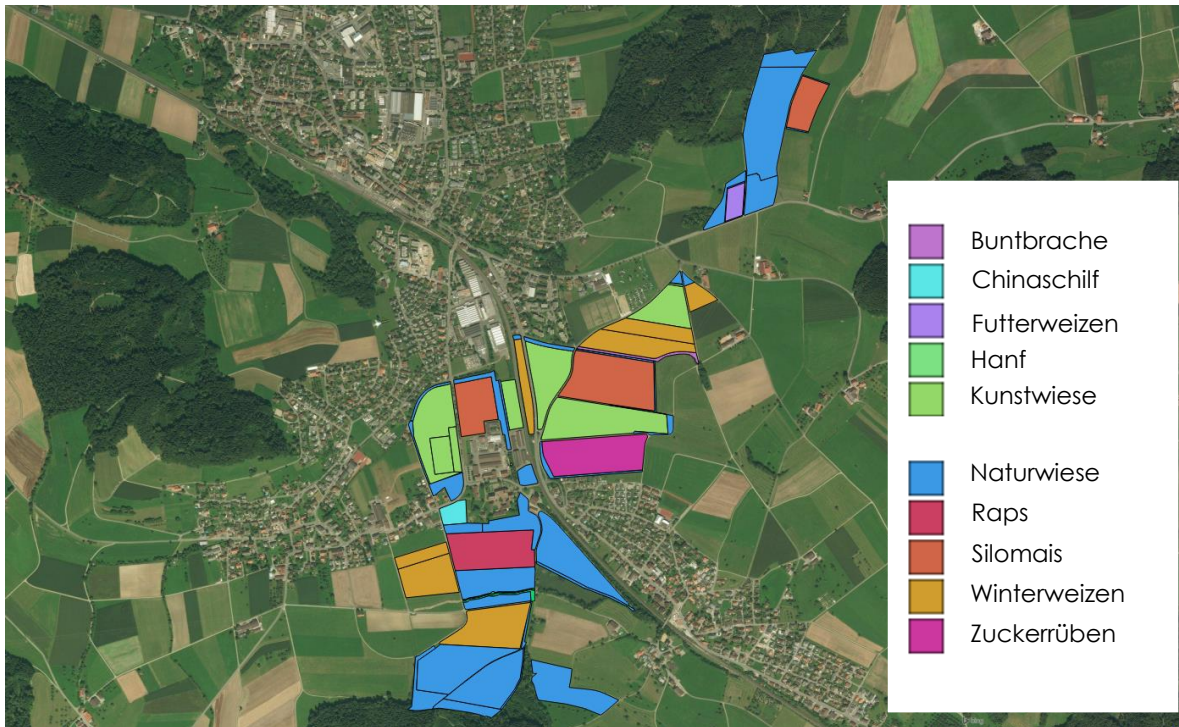 Buntbrache
Chinaschilf
Futterweizen
Hanf
Kunstwiese
Naturwiese
Raps
Silomais
Winterweizen
Zuckerrüben